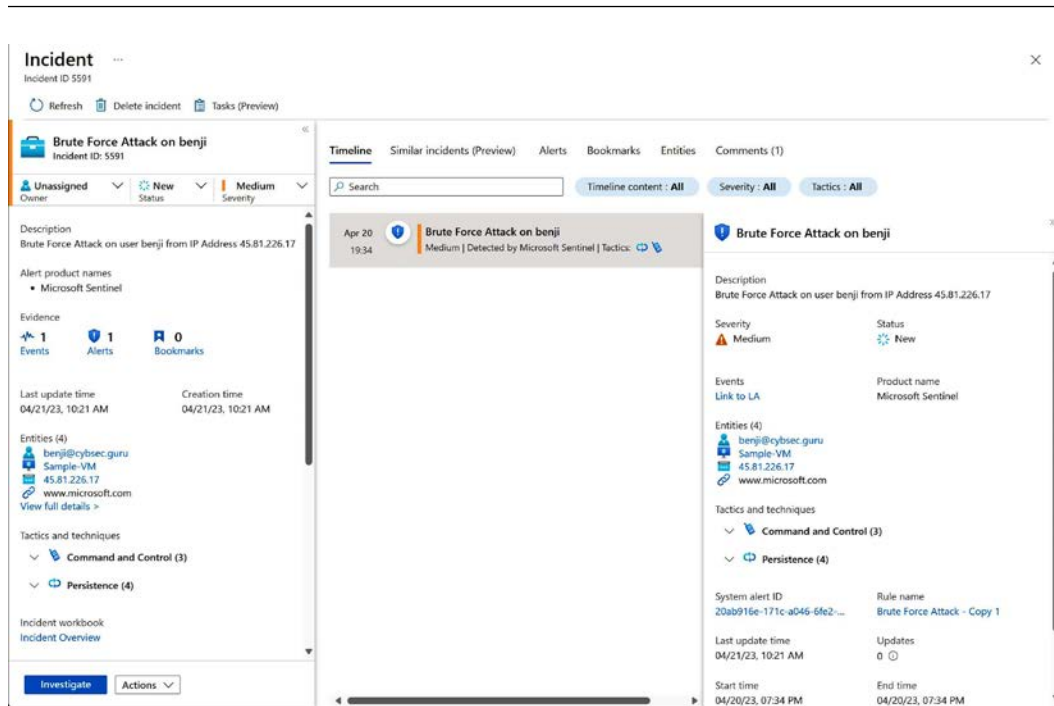 Incident ...
Incident ID 5591
Refresh Delete incident Tasks (Preview)
Brute Force Attack on benji
Incident ID: 5591
Unassigned New Medium
Owner Status Severity
Description
Brute Force Attack on user benji from IP Address 45.81.226.17
Alert product names
• Microsoft Sentinel
Evidence
1 1 0
Events Alerts Bookmarks
Last update time Creation time
04/21/23, 10:21 AM 04/21/23, 10:21 AM
Entities (4)
benji@cybsec.guru
Sample-VM
45.81.226.17
www.microsoft.com
View full details >
Tactics and techniques
Command and Control (3)
Persistence (4)
Incident workbook
Incident Overview
Investigate Actions
Timeline Similar incidents (Preview) Alerts Bookmarks Entities Comments (1)
Search Timeline content : All Severity : All Tactics : All
Apr 20 Brute Force Attack on benji
19:34 Medium | Detected by Microsoft Sentinel | Tactics:
Brute Force Attack on benji
Description
Brute Force Attack on user benji from IP Address 45.81.226.17
Severity Status
Medium New
Events Product name
Link to LA Microsoft Sentinel
Entities (4)
benji@cybsec.guru
Sample-VM
45.81.226.17
www.microsoft.com
Tactics and techniques
Command and Control (3)
Persistence (4)
System alert ID Rule name
20ab916e-171c-a046-6fe2-... Brute Force Attack - Copy 1
Last update time Updates
04/21/23, 10:21 AM 0
Start time End time
04/20/23, 07:34 PM 04/20/23, 07:34 PM